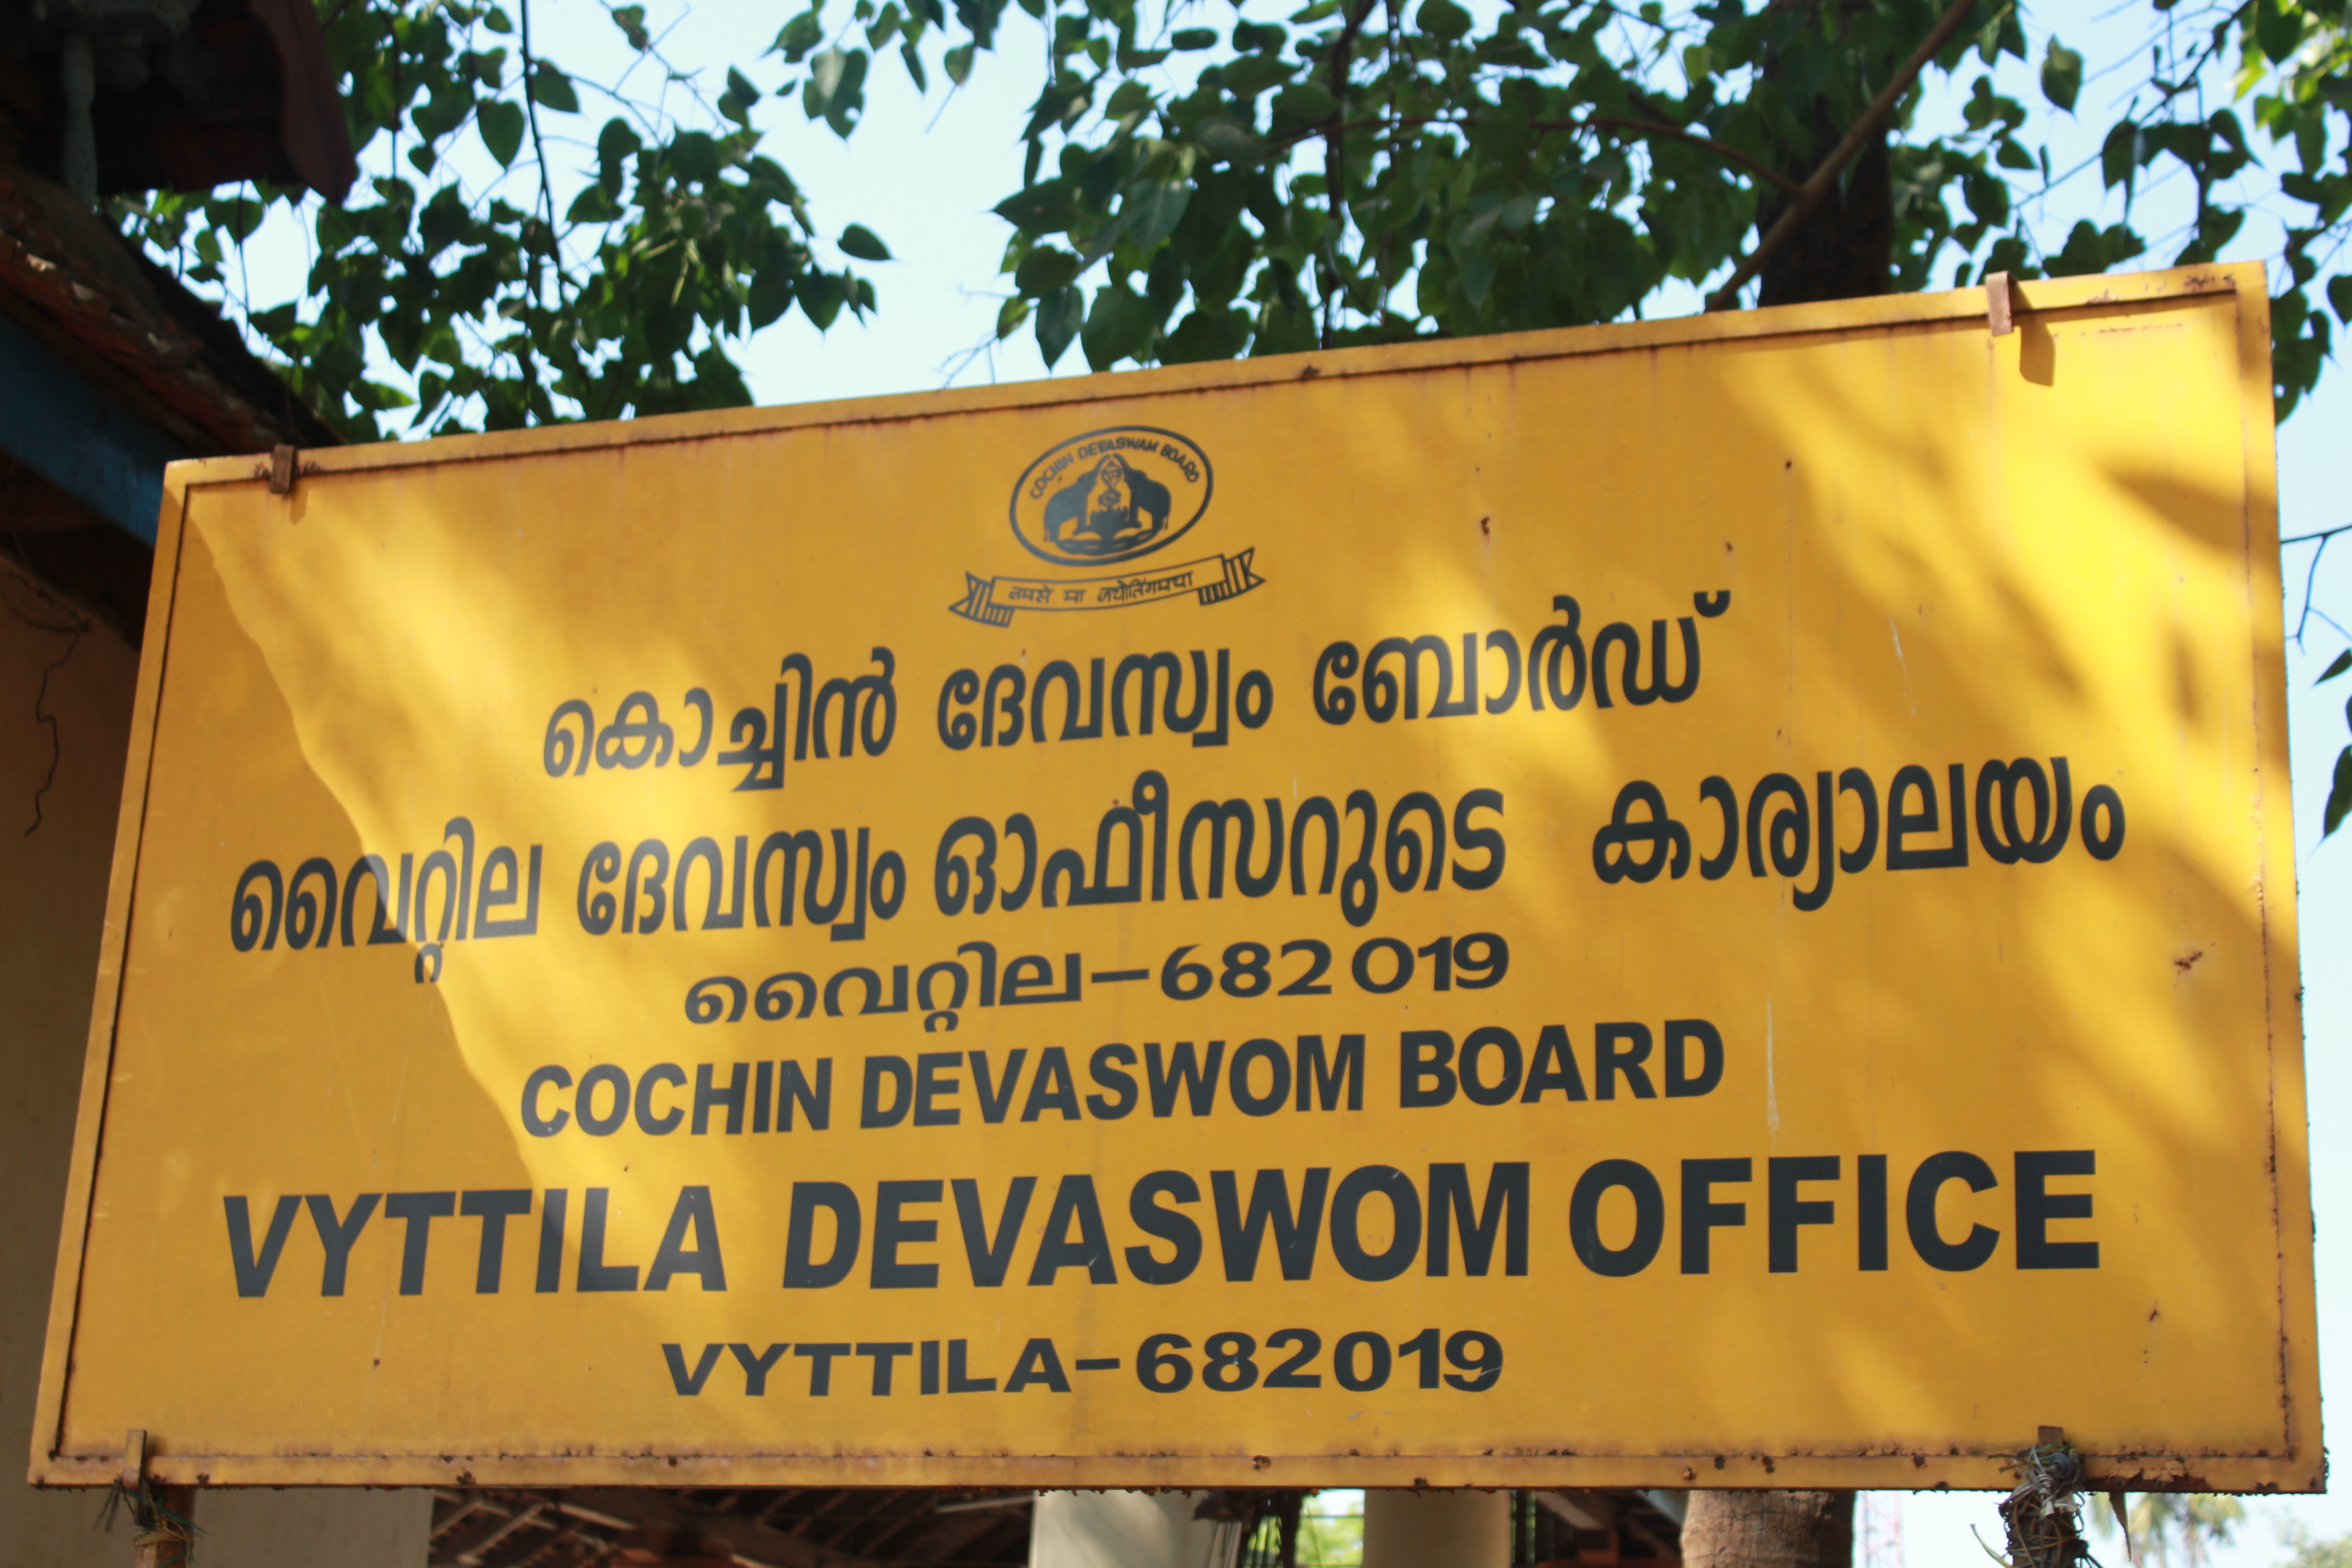 COCHIN DEVASWAM BOARD
तमसे मा जयोतिंगमया
കൊച്ചിൻ ദേവസ്വം ബോർഡ്
വൈറ്റില ദേവസ്വം ഓഫീസറുടെ കാര്യാലയം
വൈറ്റില-682019
COCHIN DEVASWOM BOARD
VYTTILA DEVASWOM OFFICE
VYTTILA-682019